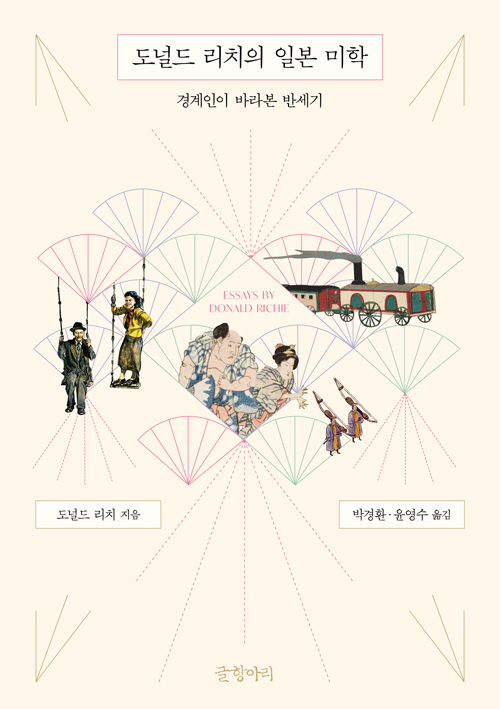 도널드 리치의 일본 미학
경계인이 바라본 반세기
ESSAYS BY
DONALD RICHIE
도널드 리치 지음
박경환·윤영수 옮김
글항아리